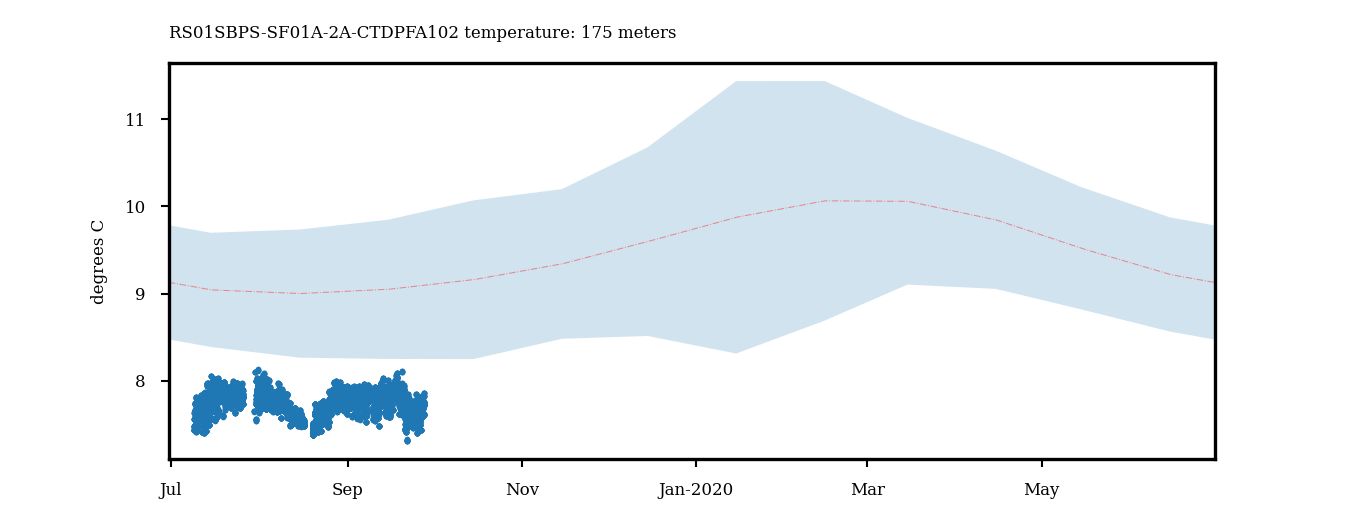 RS01SBPS-SF01A-2A-CTDPFA102 temperature: 175 meters
degrees C
11
10
9
8
Jul Sep Nov Jan-2020 Mar May